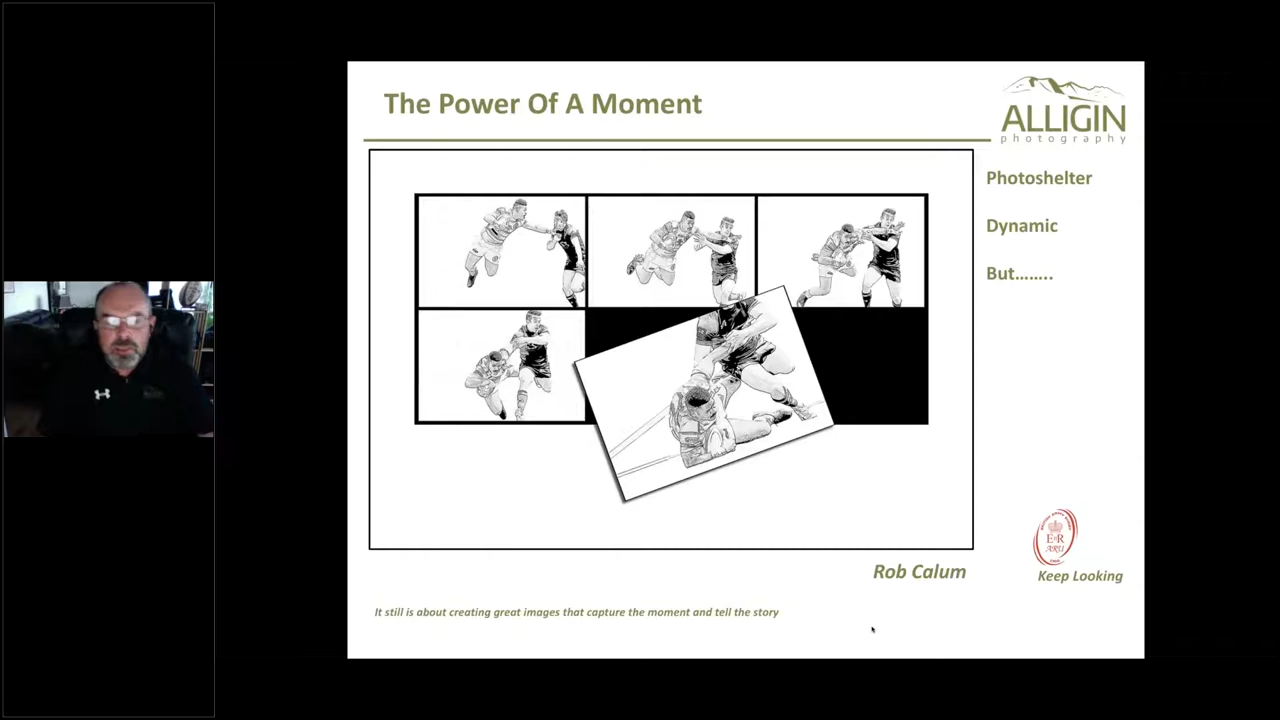 The Power Of A Moment
ALLIGIN
photography
Photoshelter
Dynamic
But........
E R
ARU
Rob Calum
Keep Looking
It still is about creating great images that capture the moment and tell the story